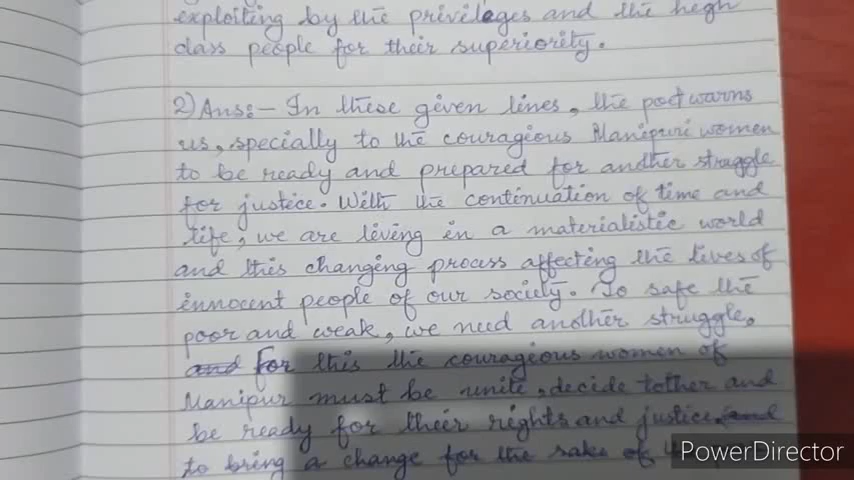 exploiting by the privileges and the high
class people for their superiority.
2) Ans:- In these given lines, the poet warns
us, specially to the couragious Manipuri women
to be ready and prepared for another struggle
for justice. With the continuation of time and
life, we are living in a materialistic world
and this changing process affecting the lives of
innocent people of our society. To safe the
poor and weak, we need another struggle.
and for this the couragious women of
Manipur must be unite, decide tother and
be ready for their rights and justice, and
to bring a change for the sake of
PowerDirector